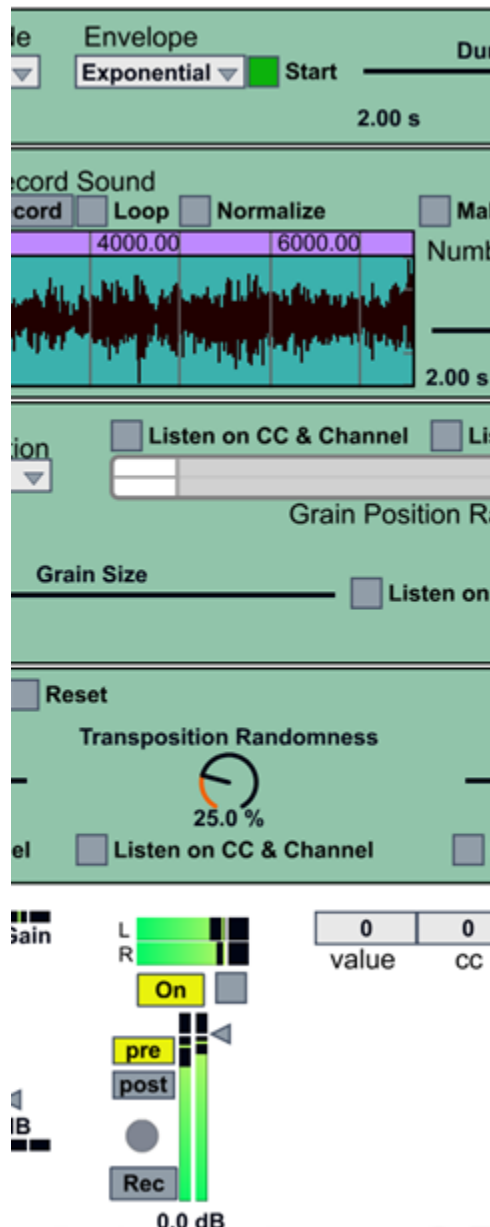 Envelope
Exponential Start
2.00 s
Sound
Loop Normalize
4000.00 6000.00
2.00 s
Listen on CC & Channel
Grain Position
Grain Size
Listen on
Reset
Transposition Randomness
25.0 %
Listen on CC & Channel
L
R
0 0
value cc
On
pre
post
Rec
0.0 dB